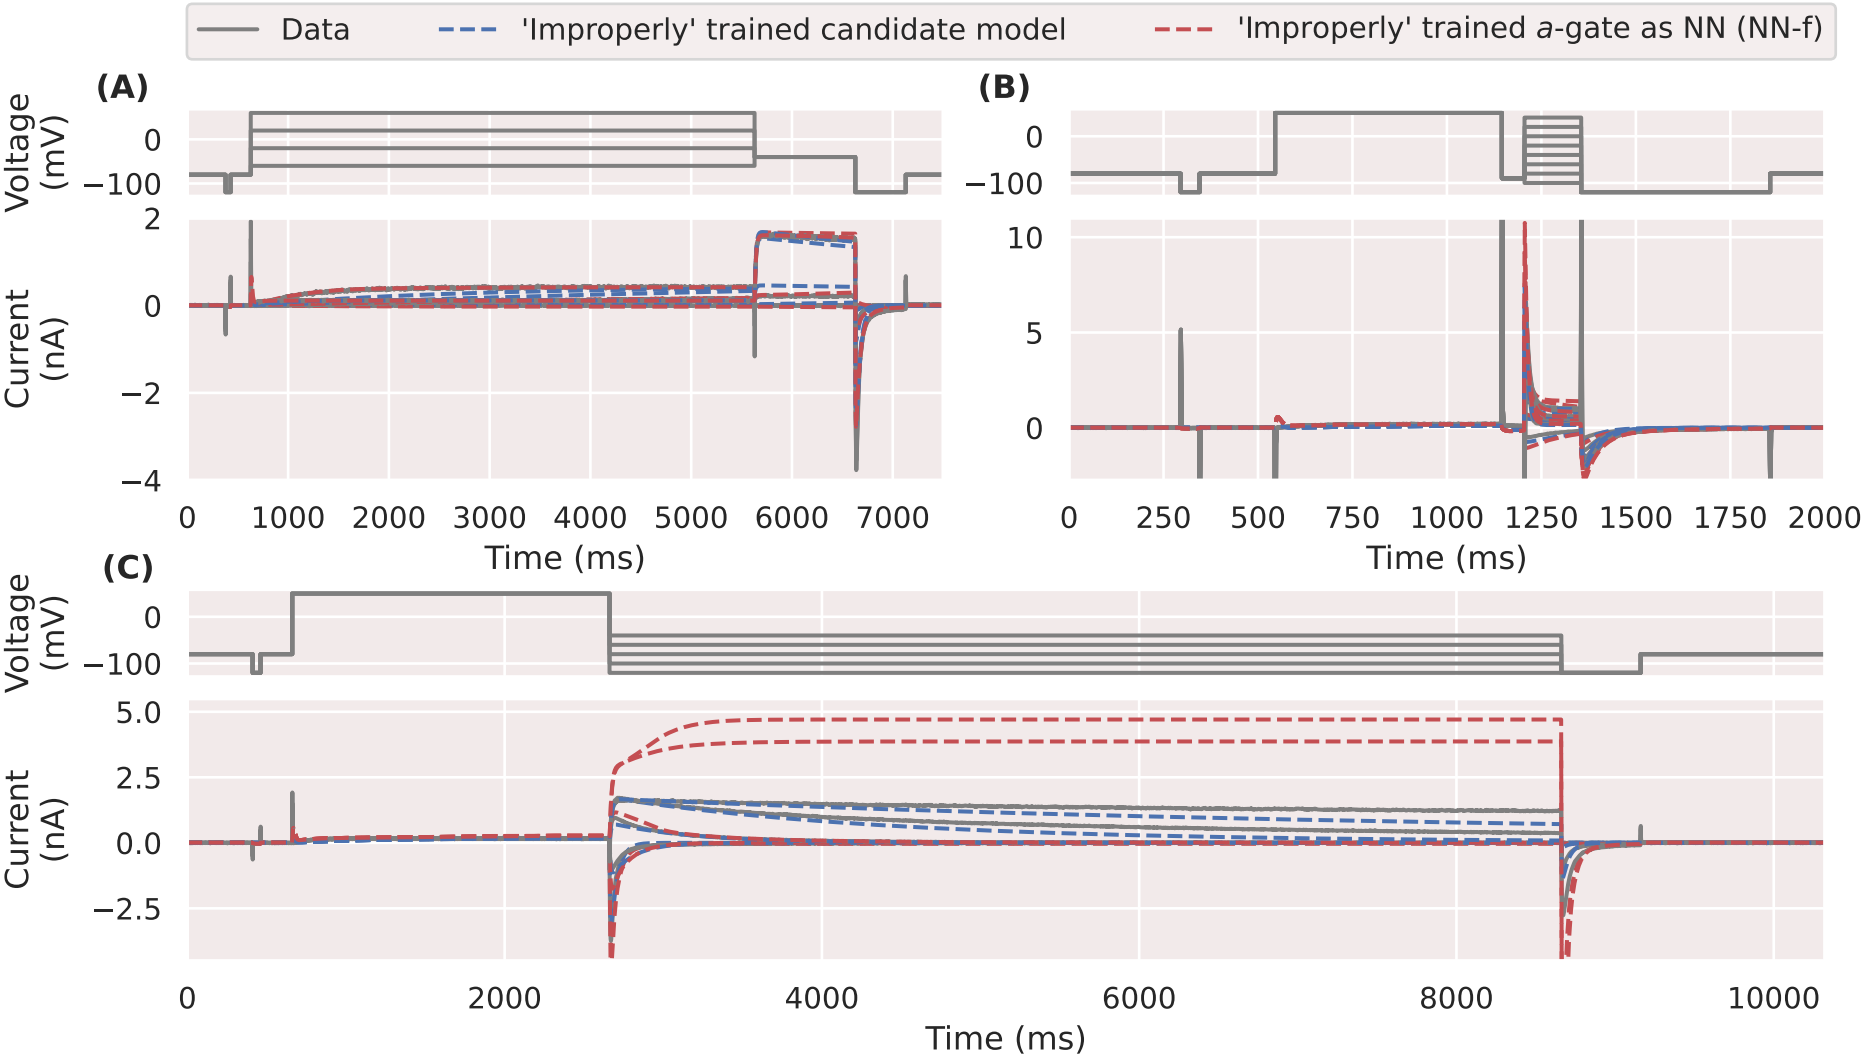 Data
'Improperly' trained candidate model
'Improperly' trained a-gate as NN (NN-f)
(A)
Voltage
(mV)
0
−100
Current
(nA)
2
0
−2
−4
0 1000 2000 3000 4000 5000 6000 7000
Time (ms)
(B)
0
−100
10
5
0
0 250 500 750 1000 1250 1500 1750 2000
Time (ms)
(C)
Voltage
(mV)
0
−100
Current
(nA)
5.0
2.5
0.0
−2.5
0 2000 4000 6000 8000 10000
Time (ms)